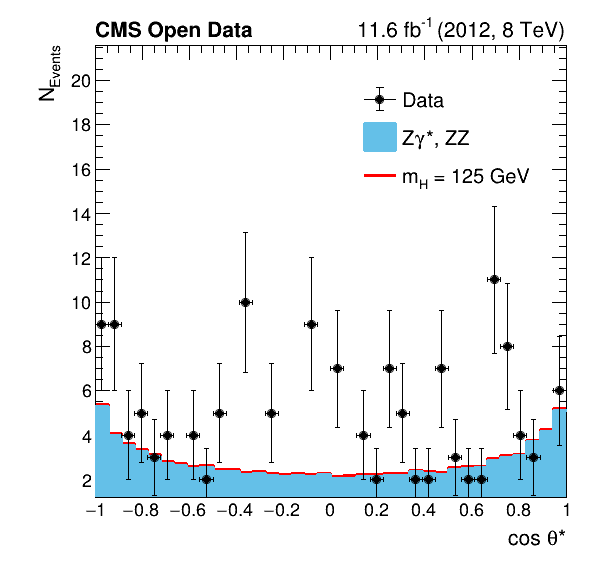 CMS Open Data 11.6 fb⁻¹ (2012, 8 TeV)
N_Events
20
18
16
14
12
10
8
6
4
2
Data
Zγ*, ZZ
m_H = 125 GeV
−1 −0.8 −0.6 −0.4 −0.2 0 0.2 0.4 0.6 0.8 1
cos θ*